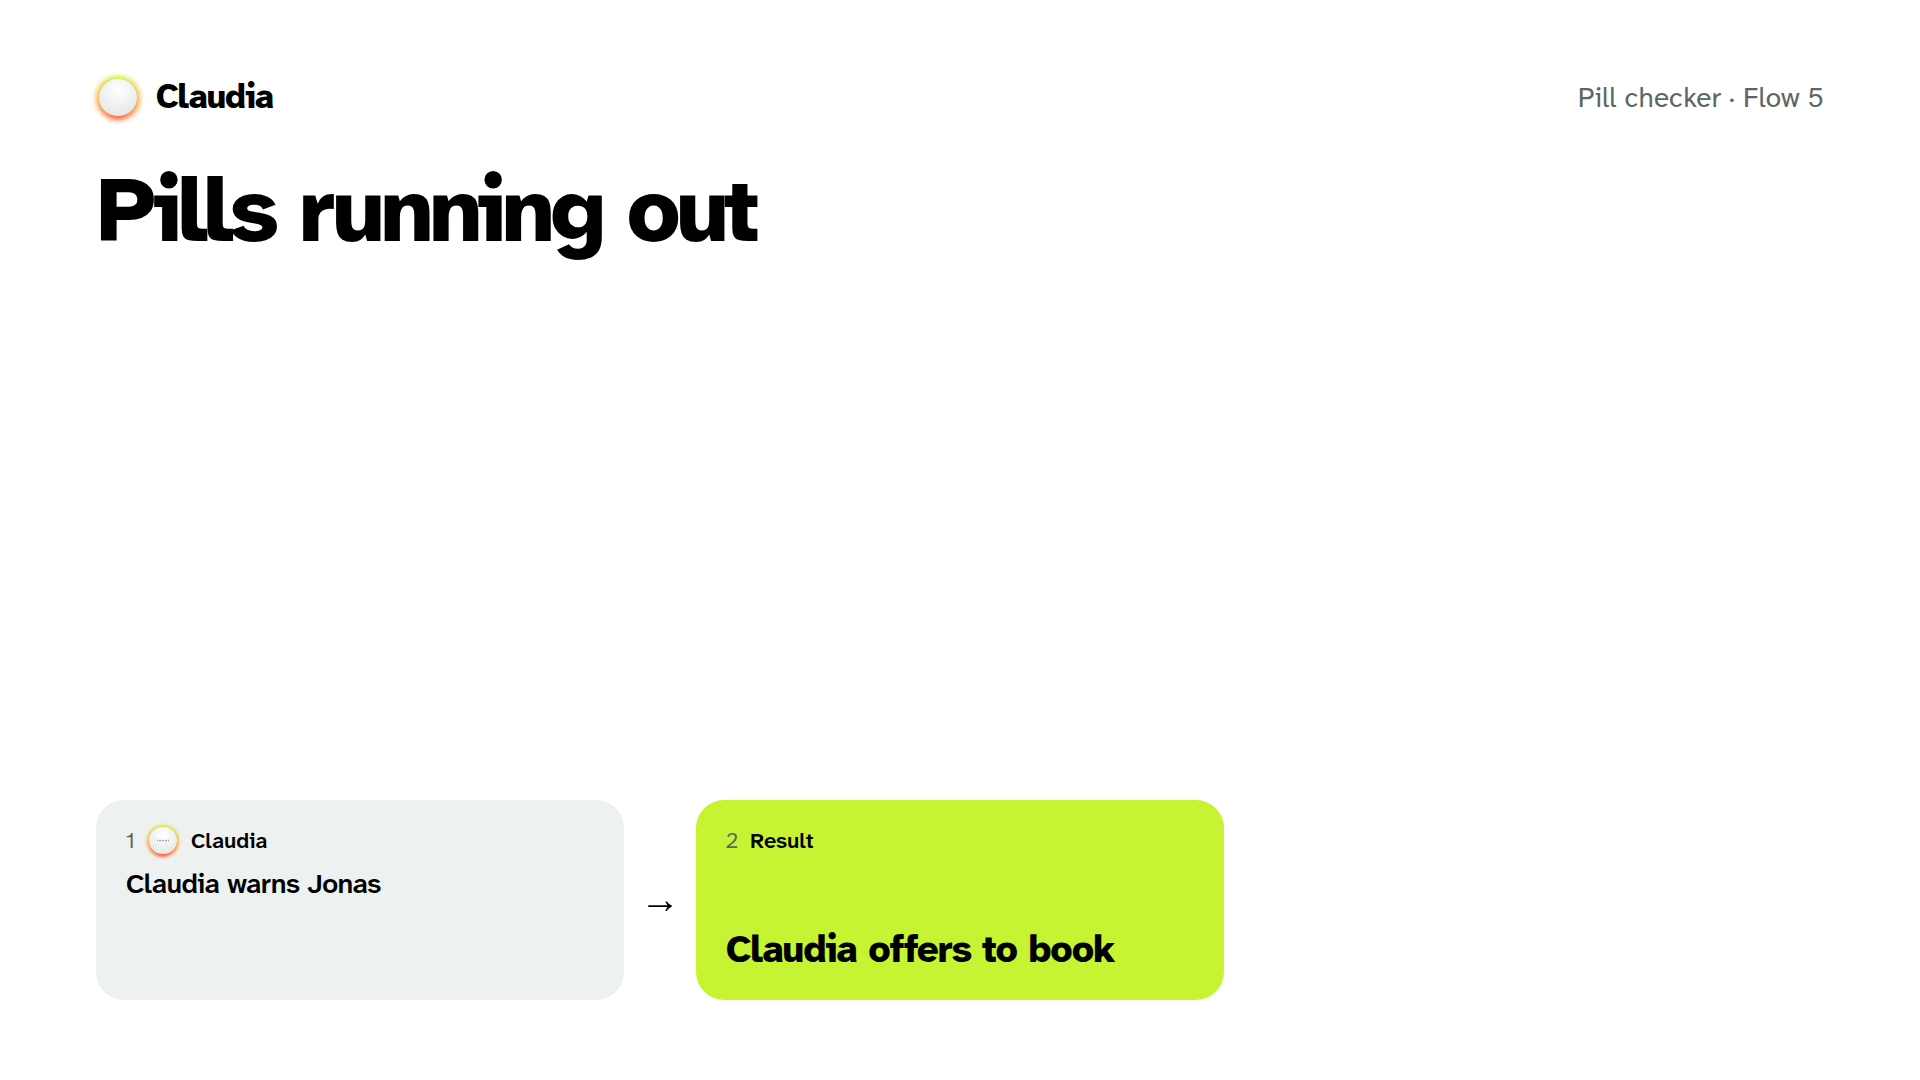 Claudia
Pill checker · Flow 5
Pills running out
1 Claudia
Claudia warns Jonas
→
2 Result
Claudia offers to book